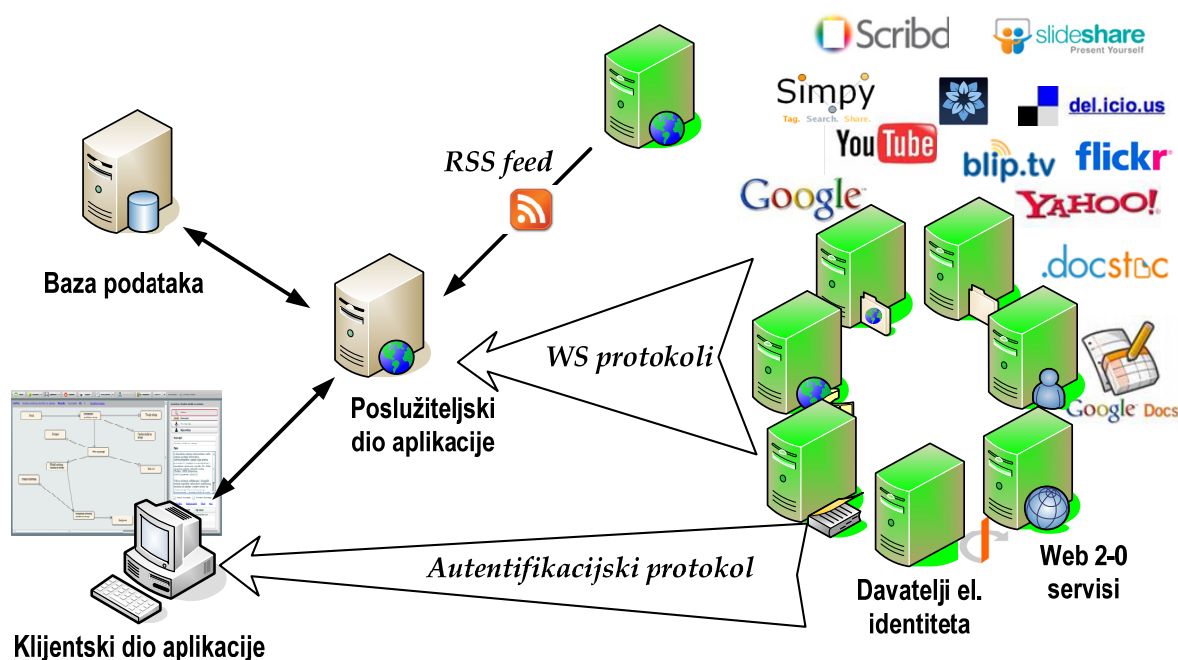 Scribd
slideshare
Present Yourself
Simpy
Tag. Search. Share.
del.icio.us
YouTube
blip.tv
flickr
Google
YAHOO!
RSS feed
.docstoc
Baza podataka
WS protokoli
Poslužiteljski
dio aplikacije
Google Docs
Autentifikacijski protokol
Davatelji el.
identiteta
Web 2-0
servisi
Klijentski dio aplikacije